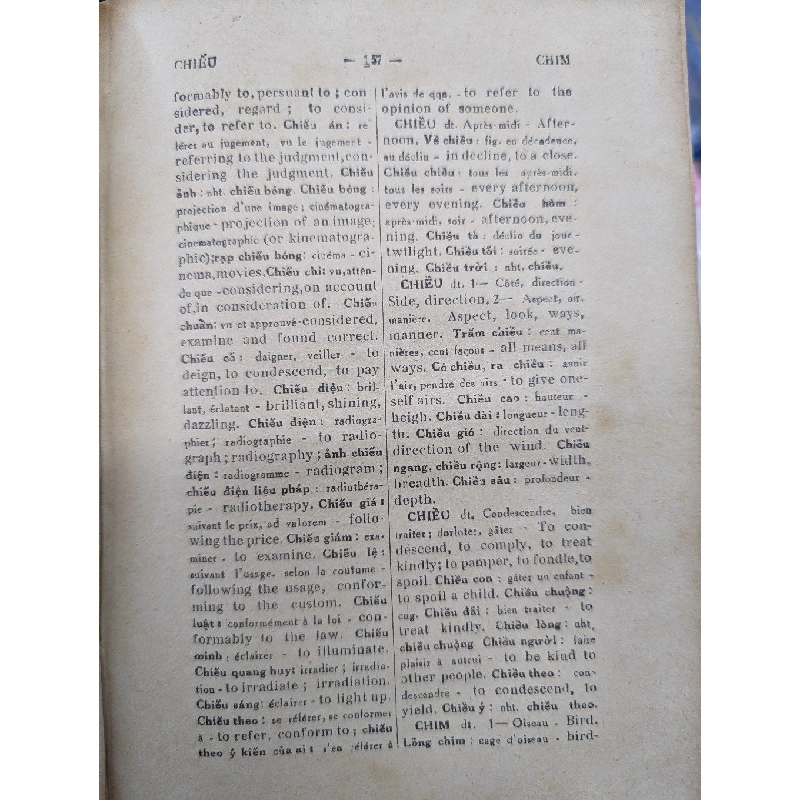 CHIẾU
— 157 —
CHIM
formably to, persuant to ; con
sidered, regard ; to consi-
der, to refer to. Chiếu án : ré
férer au jugement, vu le jugement -
referring to the judgment, con-
sidering the judgment. Chiếu
ảnh : nht. chiếu bóng. Chiếu bóng :
projection d'une image ; cinématogra-
phique - projection of an image;
cinematographic (or kinematogra-
phic); rạp chiếu bóng : cinéma - ci-
nema, movies. Chiếu chi: vu, atten-
du que - considering, on account
of, in consideration of. Chiếu
chuẩn: vu et approuvé - considered,
examine and found correct.
Chiếu cố : daigner, veiller - to
deign, to condescend, to pay
attention to. Chiếu diệu : bril-
lant, éclatant - brilliant, shining,
dazzling. Chiếu điện : radiogra-
phier ; radiographie - to radio-
graph ; radiography ; ảnh chiếu
điện : radiogramme - radiogram ;
chiếu điện liệu pháp : radiothéra-
pie - radiotherapy. Chiếu giá :
suivant le prix, ad valorem - follo-
wing the price. Chiếu giám : exa-
miner - to examine. Chiếu lệ :
suivant l'usage, selon la coutume -
following the usage, confor-
ming to the custom. Chiếu
luật : conformément à la loi - con-
formably to the law. Chiếu
minh : éclairer - to illuminate.
Chiếu quang huy: irradier ; irradia-
tion - to irradiate ; irradiation.
Chiếu sáng: éclairer - to light up.
Chiếu theo : se référer, se conformer
à - to refer, conform to ; chiếu
theo ý kiến của ai : s'en référer à
l'avis de qqn. - to refer to the
opinion of someone.
CHIỀU dt. Après-midi - After-
noon. Về chiều : fig. en décadence,
au déclin - in decline, to a close.
Chiều chiều : tous les après-midi,
tous les soirs - every afternoon,
every evening. Chiều hôm :
après-midi, soir - afternoon, eve-
ning. Chiều tà : déclin du jour -
twilight. Chiều tối : soirée - eve-
ning. Chiều trời : nht. chiều.
CHIỀU dt. 1— Côté, direction -
Side, direction. 2— Aspect, air,
manière. Aspect, look, ways,
manner. Trăm chiều : cent ma-
nières, cent façons - all means, all
ways. Có chiều, ra chiều : avoir
l'air, pendre des airs - to give one-
self airs. Chiều cao : hauteur -
heigh. Chiều dài : longueur - leng-
th. Chiều gió : direction du vent-
direction of the wind. Chiều
ngang, chiều rộng: largeur - width,
breadth. Chiều sâu : profondeur -
depth.
CHIỀU đt. Condescendre, bien
traiter ; dorloter, gâter - To con-
descend, to comply, to treat
kindly; to pamper, to fondle, to
spoil. Chiều con : gâter un enfant -
to spoil a child. Chiều chuộng :
cng. Chiều đãi : bien traiter - to
treat kindly. Chiều lòng : nht.
chiều chuộng Chiều người : faire
plaisir à autrui - to be kind to
other people. Chiều theo : con-
descendre - to condescend, to
yield. Chiều ý : nht. chiều theo.
CHIM dt. 1— Oiseau - Bird.
Lồng chim : cage d'oiseau - bird-